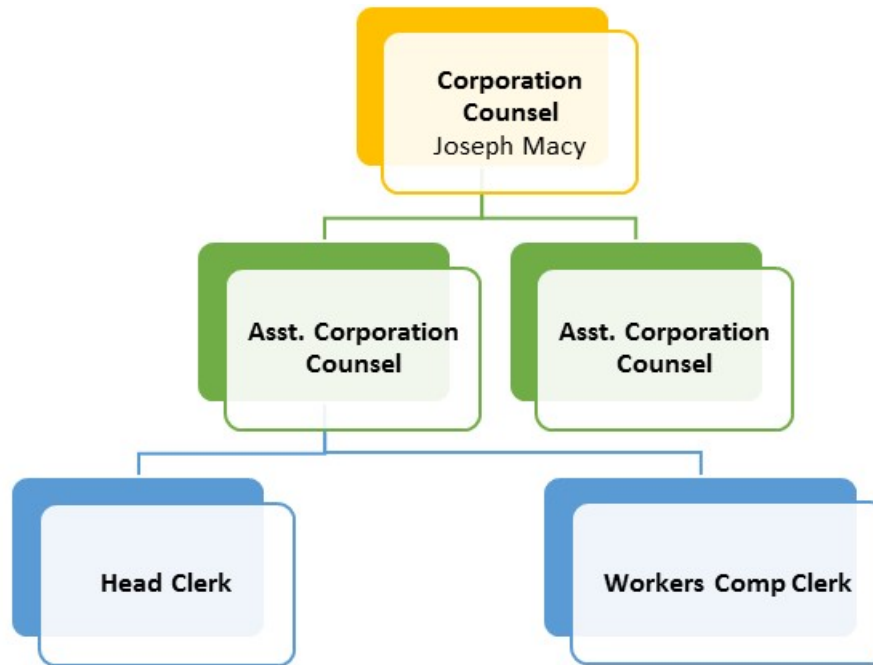 Corporation
Counsel
Joseph Macy
Asst. Corporation
Counsel
Asst. Corporation
Counsel
Head Clerk
Workers Comp Clerk